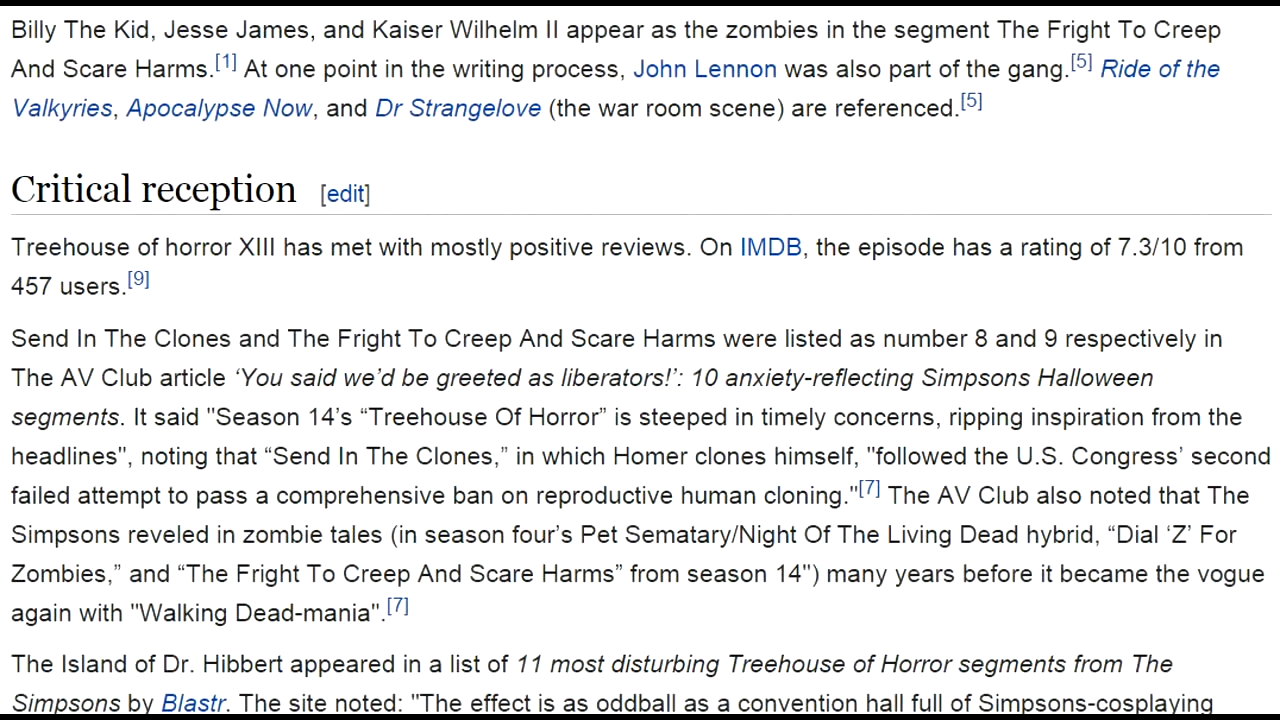 Billy The Kid, Jesse James, and Kaiser Wilhelm II appear as the zombies in the segment The Fright To Creep
And Scare Harms.[1] At one point in the writing process, John Lennon was also part of the gang.[5] Ride of the
Valkyries, Apocalypse Now, and Dr Strangelove (the war room scene) are referenced.[5]
Critical reception [edit]
Treehouse of horror XIII has met with mostly positive reviews. On IMDB, the episode has a rating of 7.3/10 from
457 users.[9]
Send In The Clones and The Fright To Creep And Scare Harms were listed as number 8 and 9 respectively in
The AV Club article ‘You said we’d be greeted as liberators!’: 10 anxiety-reflecting Simpsons Halloween
segments. It said "Season 14’s “Treehouse Of Horror” is steeped in timely concerns, ripping inspiration from the
headlines", noting that “Send In The Clones,” in which Homer clones himself, "followed the U.S. Congress’ second
failed attempt to pass a comprehensive ban on reproductive human cloning."[7] The AV Club also noted that The
Simpsons reveled in zombie tales (in season four’s Pet Sematary/Night Of The Living Dead hybrid, “Dial ‘Z’ For
Zombies,” and “The Fright To Creep And Scare Harms” from season 14") many years before it became the vogue
again with "Walking Dead-mania".[7]
The Island of Dr. Hibbert appeared in a list of 11 most disturbing Treehouse of Horror segments from The
Simpsons by Blastr. The site noted: "The effect is as oddball as a convention hall full of Simpsons-cosplaying